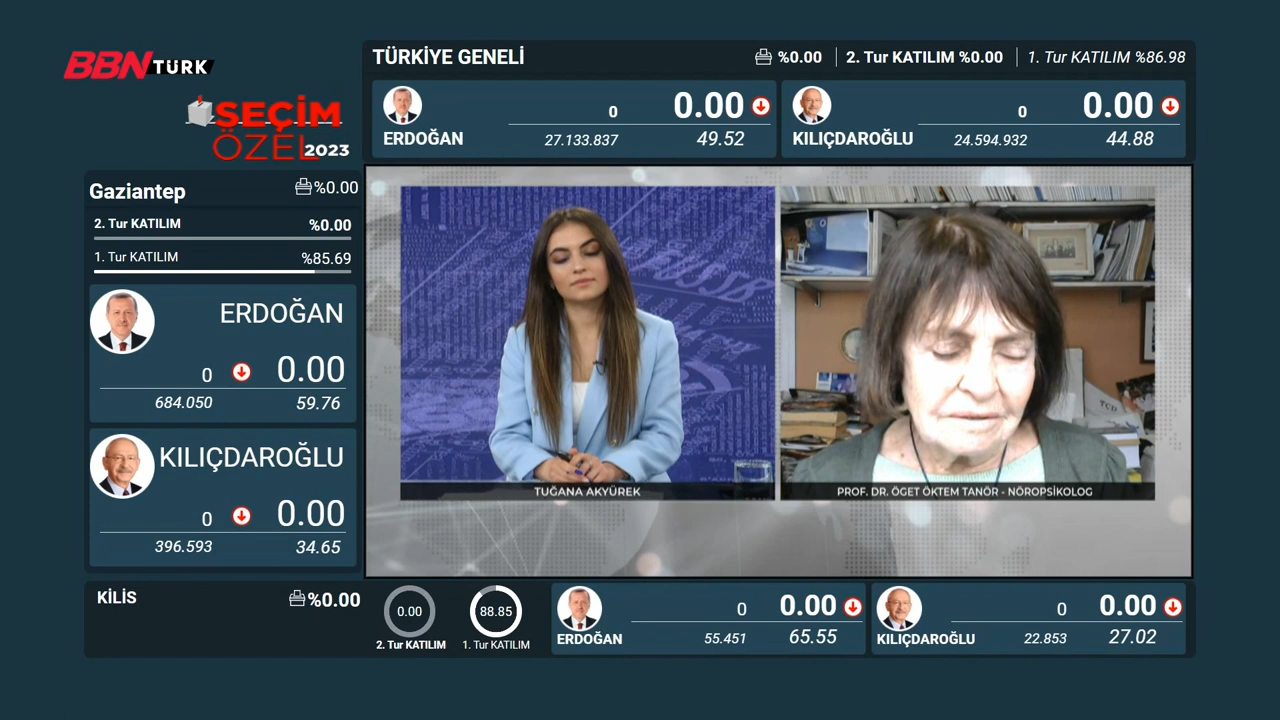 BBN TÜRK
SEÇİM
ÖZEL 2023
TÜRKİYE GENELİ
%0.00
2. Tur KATILIM %0.00
1. Tur KATILIM %86.98
ERDOĞAN
0
0.00
27.133.837
49.52
KILIÇDAROĞLU
0
0.00
24.594.932
44.88
Gaziantep
%0.00
2. Tur KATILIM
%0.00
1. Tur KATILIM
%85.69
ERDOĞAN
0
0.00
684.050
59.76
KILIÇDAROĞLU
0
0.00
396.593
34.65
TUĞANA AKYÜREK
PROF. DR. ÖGET ÖKTEM TANÖR - NÖROPSİKOLOG
KİLİS
%0.00
0.00
2. Tur KATILIM
88.85
1. Tur KATILIM
ERDOĞAN
0
0.00
55.451
65.55
KILIÇDAROĞLU
0
0.00
22.853
27.02